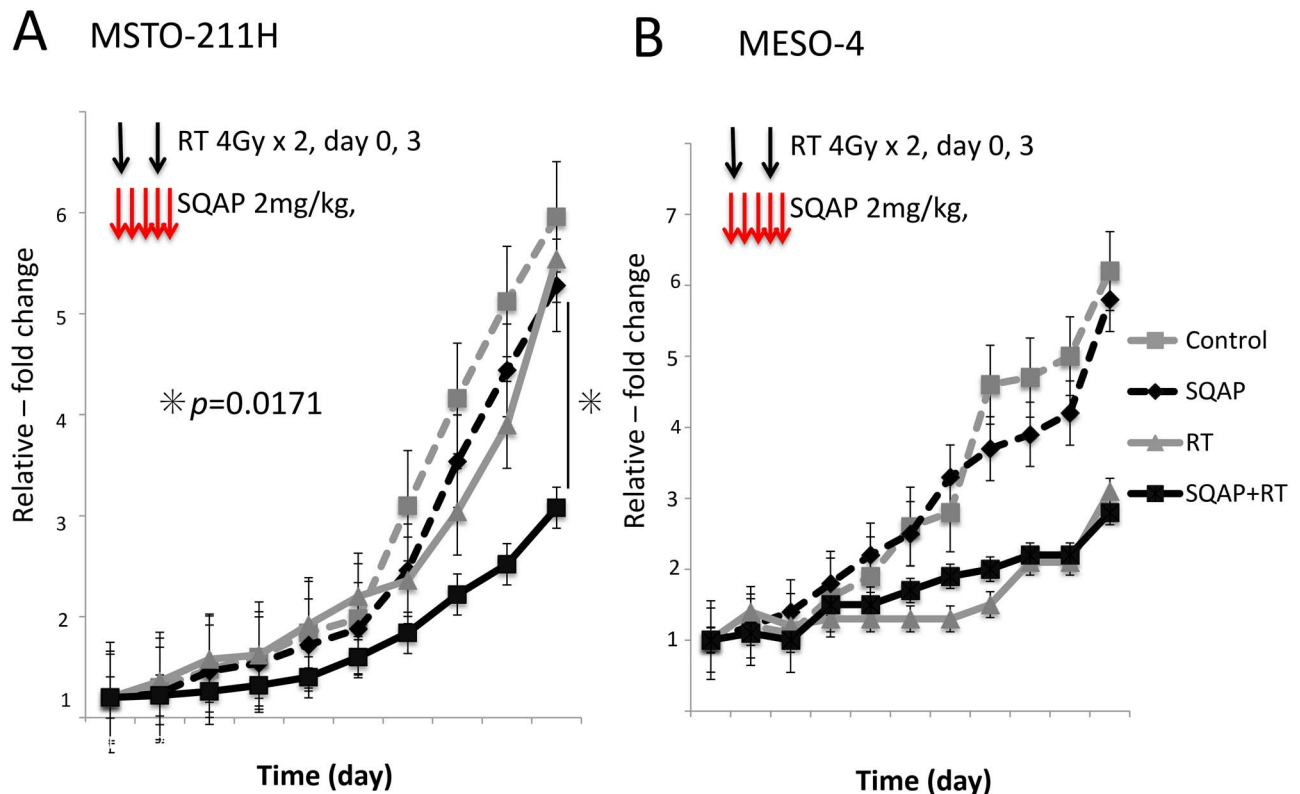 A MSTO-211H
RT 4Gy x 2, day 0, 3
SQAP 2mg/kg,
Relative – fold change
6
5
4
3
2
1
✳p=0.0171
✳
Time (day)
B MESO-4
RT 4Gy x 2, day 0, 3
SQAP 2mg/kg,
Relative – fold change
7
6
5
4
3
2
1
Time (day)
Control
SQAP
RT
SQAP+RT